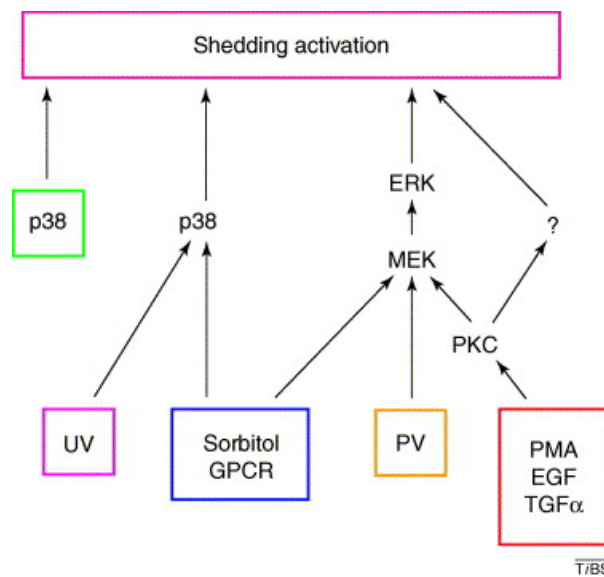 Shedding activation
ERK
p38
p38
?
MEK
PKC
UV
Sorbitol
GPCR
PV
PMA
EGF
TGFα
TiBS